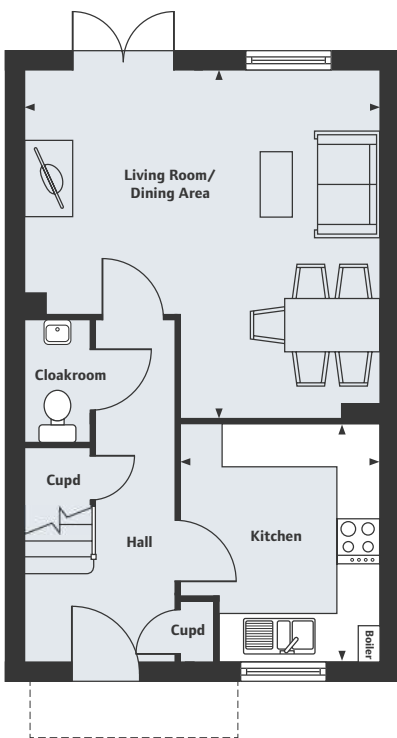 Living Room/
Dining Area
Cloakroom
Cupd
Hall
Kitchen
Cupd
Boiler